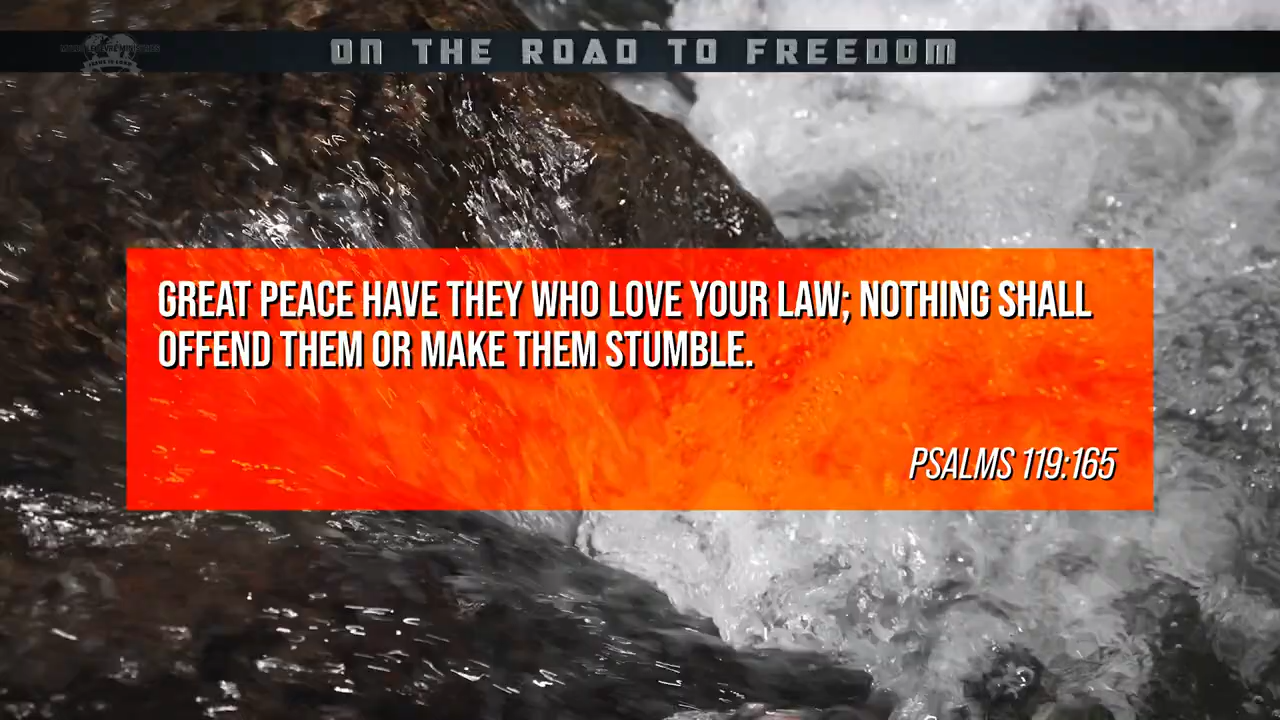 ON THE ROAD TO FREEDOM
GREAT PEACE HAVE THEY WHO LOVE YOUR LAW; NOTHING SHALL
OFFEND THEM OR MAKE THEM STUMBLE.
PSALMS 119:165